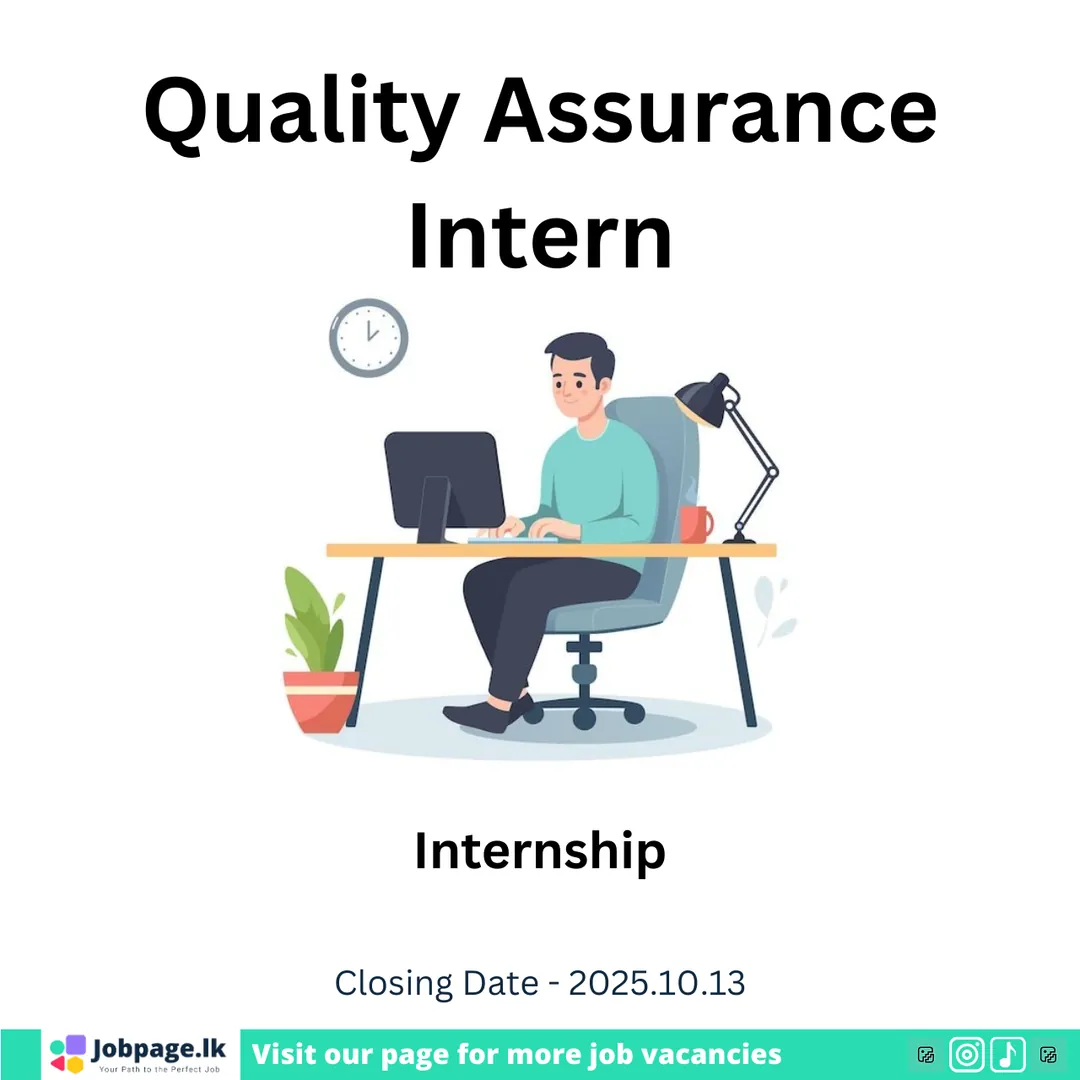 Quality Assurance
Intern
Internship
Closing Date - 2025.10.13
Jobpage.lk
Your Path to the Perfect Job
Visit our page for more job vacancies